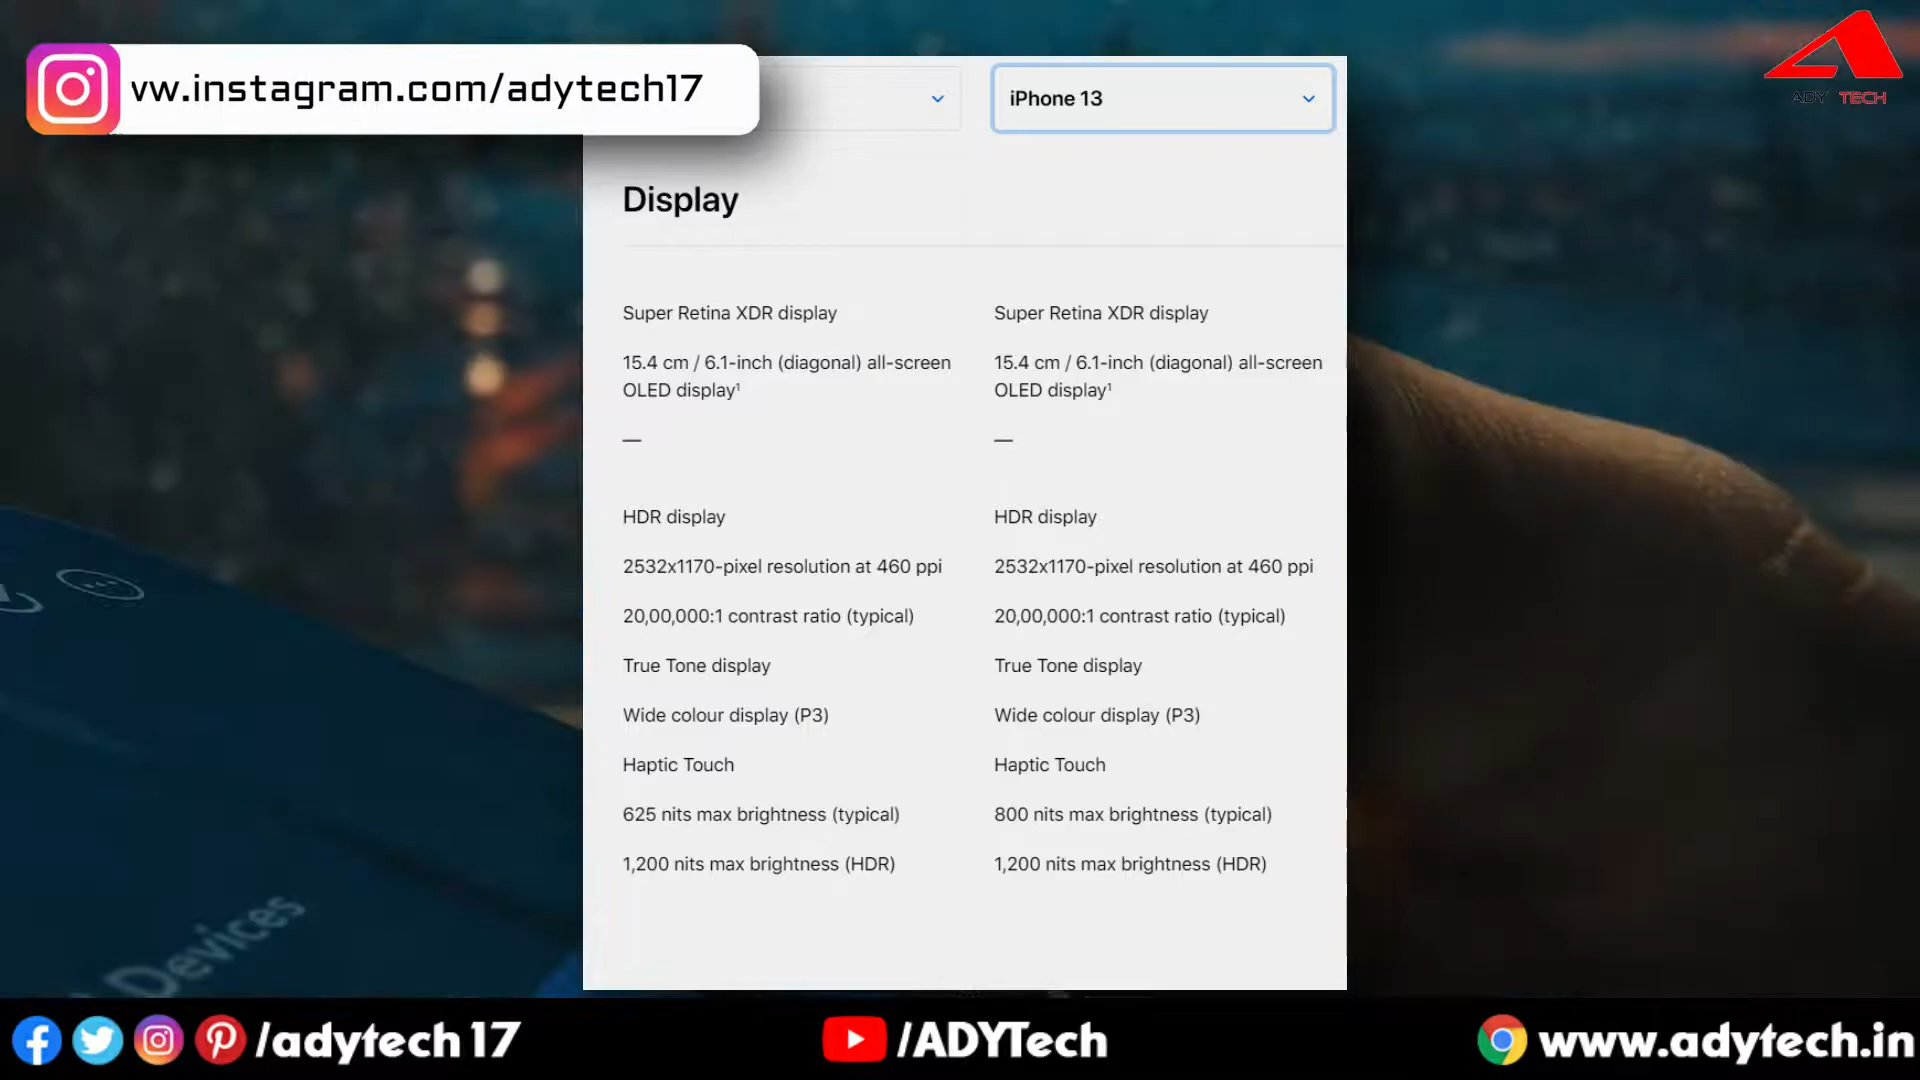 vw.instagram.com/adytech17
ADY TECH
iPhone 13
Display
Super Retina XDR display
15.4 cm / 6.1-inch (diagonal) all-screen
OLED display¹
—
HDR display
2532x1170-pixel resolution at 460 ppi
20,00,000:1 contrast ratio (typical)
True Tone display
Wide colour display (P3)
Haptic Touch
625 nits max brightness (typical)
1,200 nits max brightness (HDR)
Super Retina XDR display
15.4 cm / 6.1-inch (diagonal) all-screen
OLED display¹
—
HDR display
2532x1170-pixel resolution at 460 ppi
20,00,000:1 contrast ratio (typical)
True Tone display
Wide colour display (P3)
Haptic Touch
800 nits max brightness (typical)
1,200 nits max brightness (HDR)
Devices
/adytech17
/ADYTech
www.adytech.in